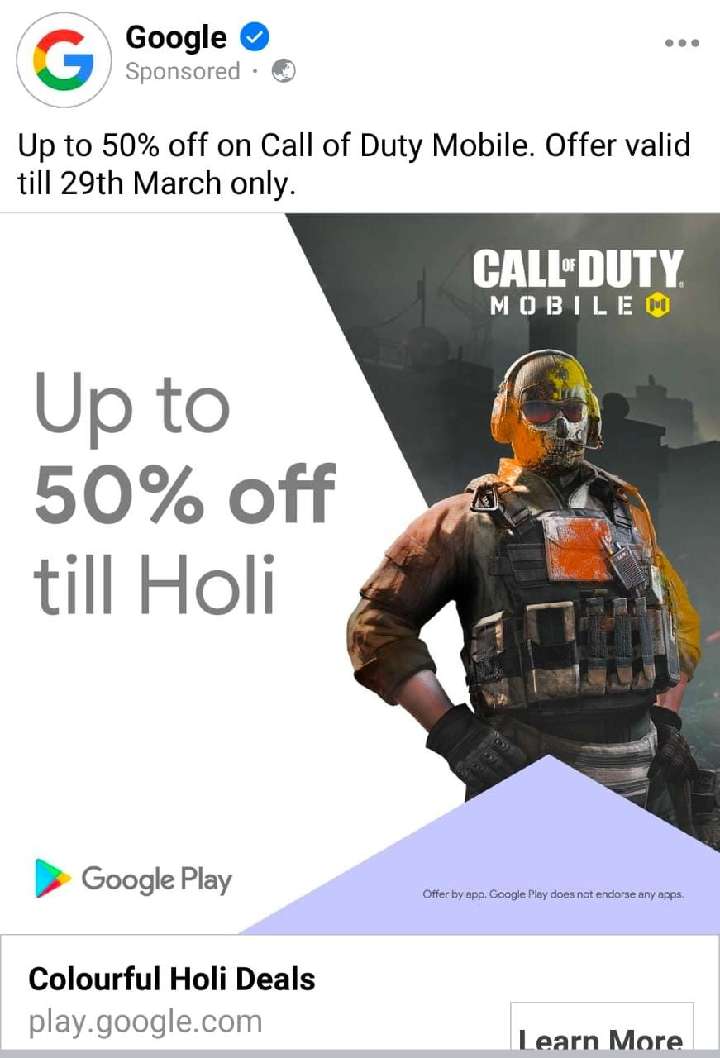 Google
Sponsored ·
Up to 50% off on Call of Duty Mobile. Offer valid
till 29th March only.
CALL OF DUTY
MOBILE
Up to
50% off
till Holi
Google Play
Offer by app. Google Play does not endorse any apps.
Colourful Holi Deals
play.google.com
Learn More